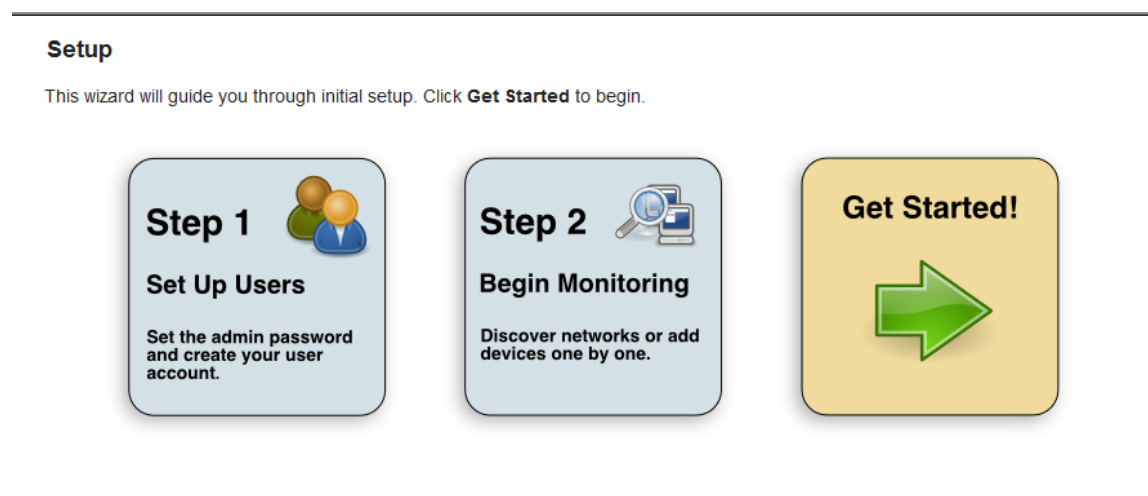 Setup
This wizard will guide you through initial setup. Click Get Started to begin.
Step 1
Set Up Users
Set the admin password
and create your user
account.
Step 2
Begin Monitoring
Discover networks or add
devices one by one.
Get Started!